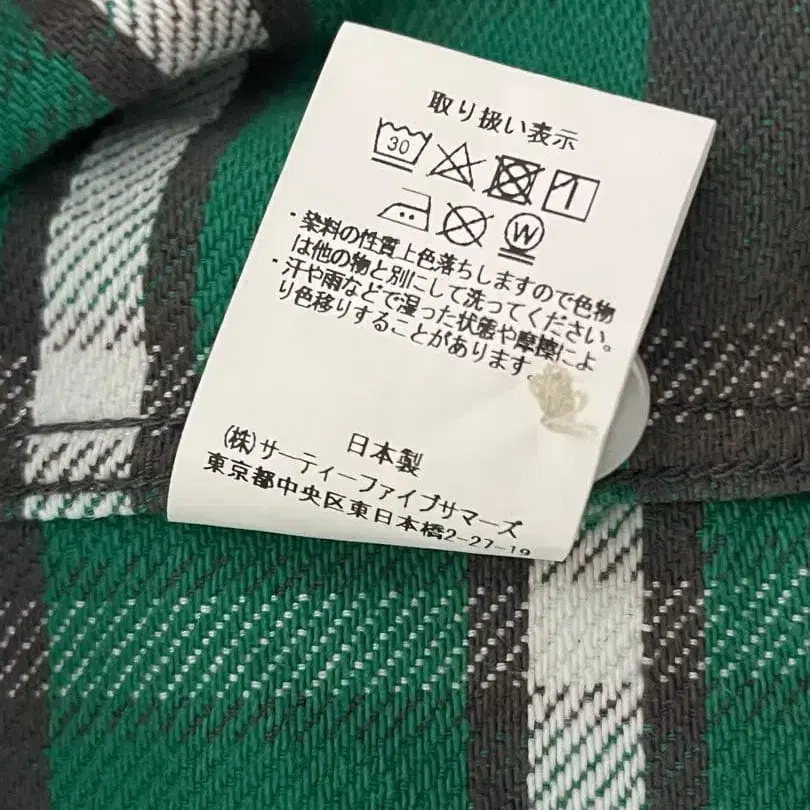 取り扱い表示
30
W
・染料の性質上色落ちしますので色物
は他の物と別にして洗ってください。
・汗や雨などで湿った状態や摩擦によ
り色移りすることがあります。
日本製
(株)サーティーファイブサマーズ
東京都中央区東日本橋2-27-19